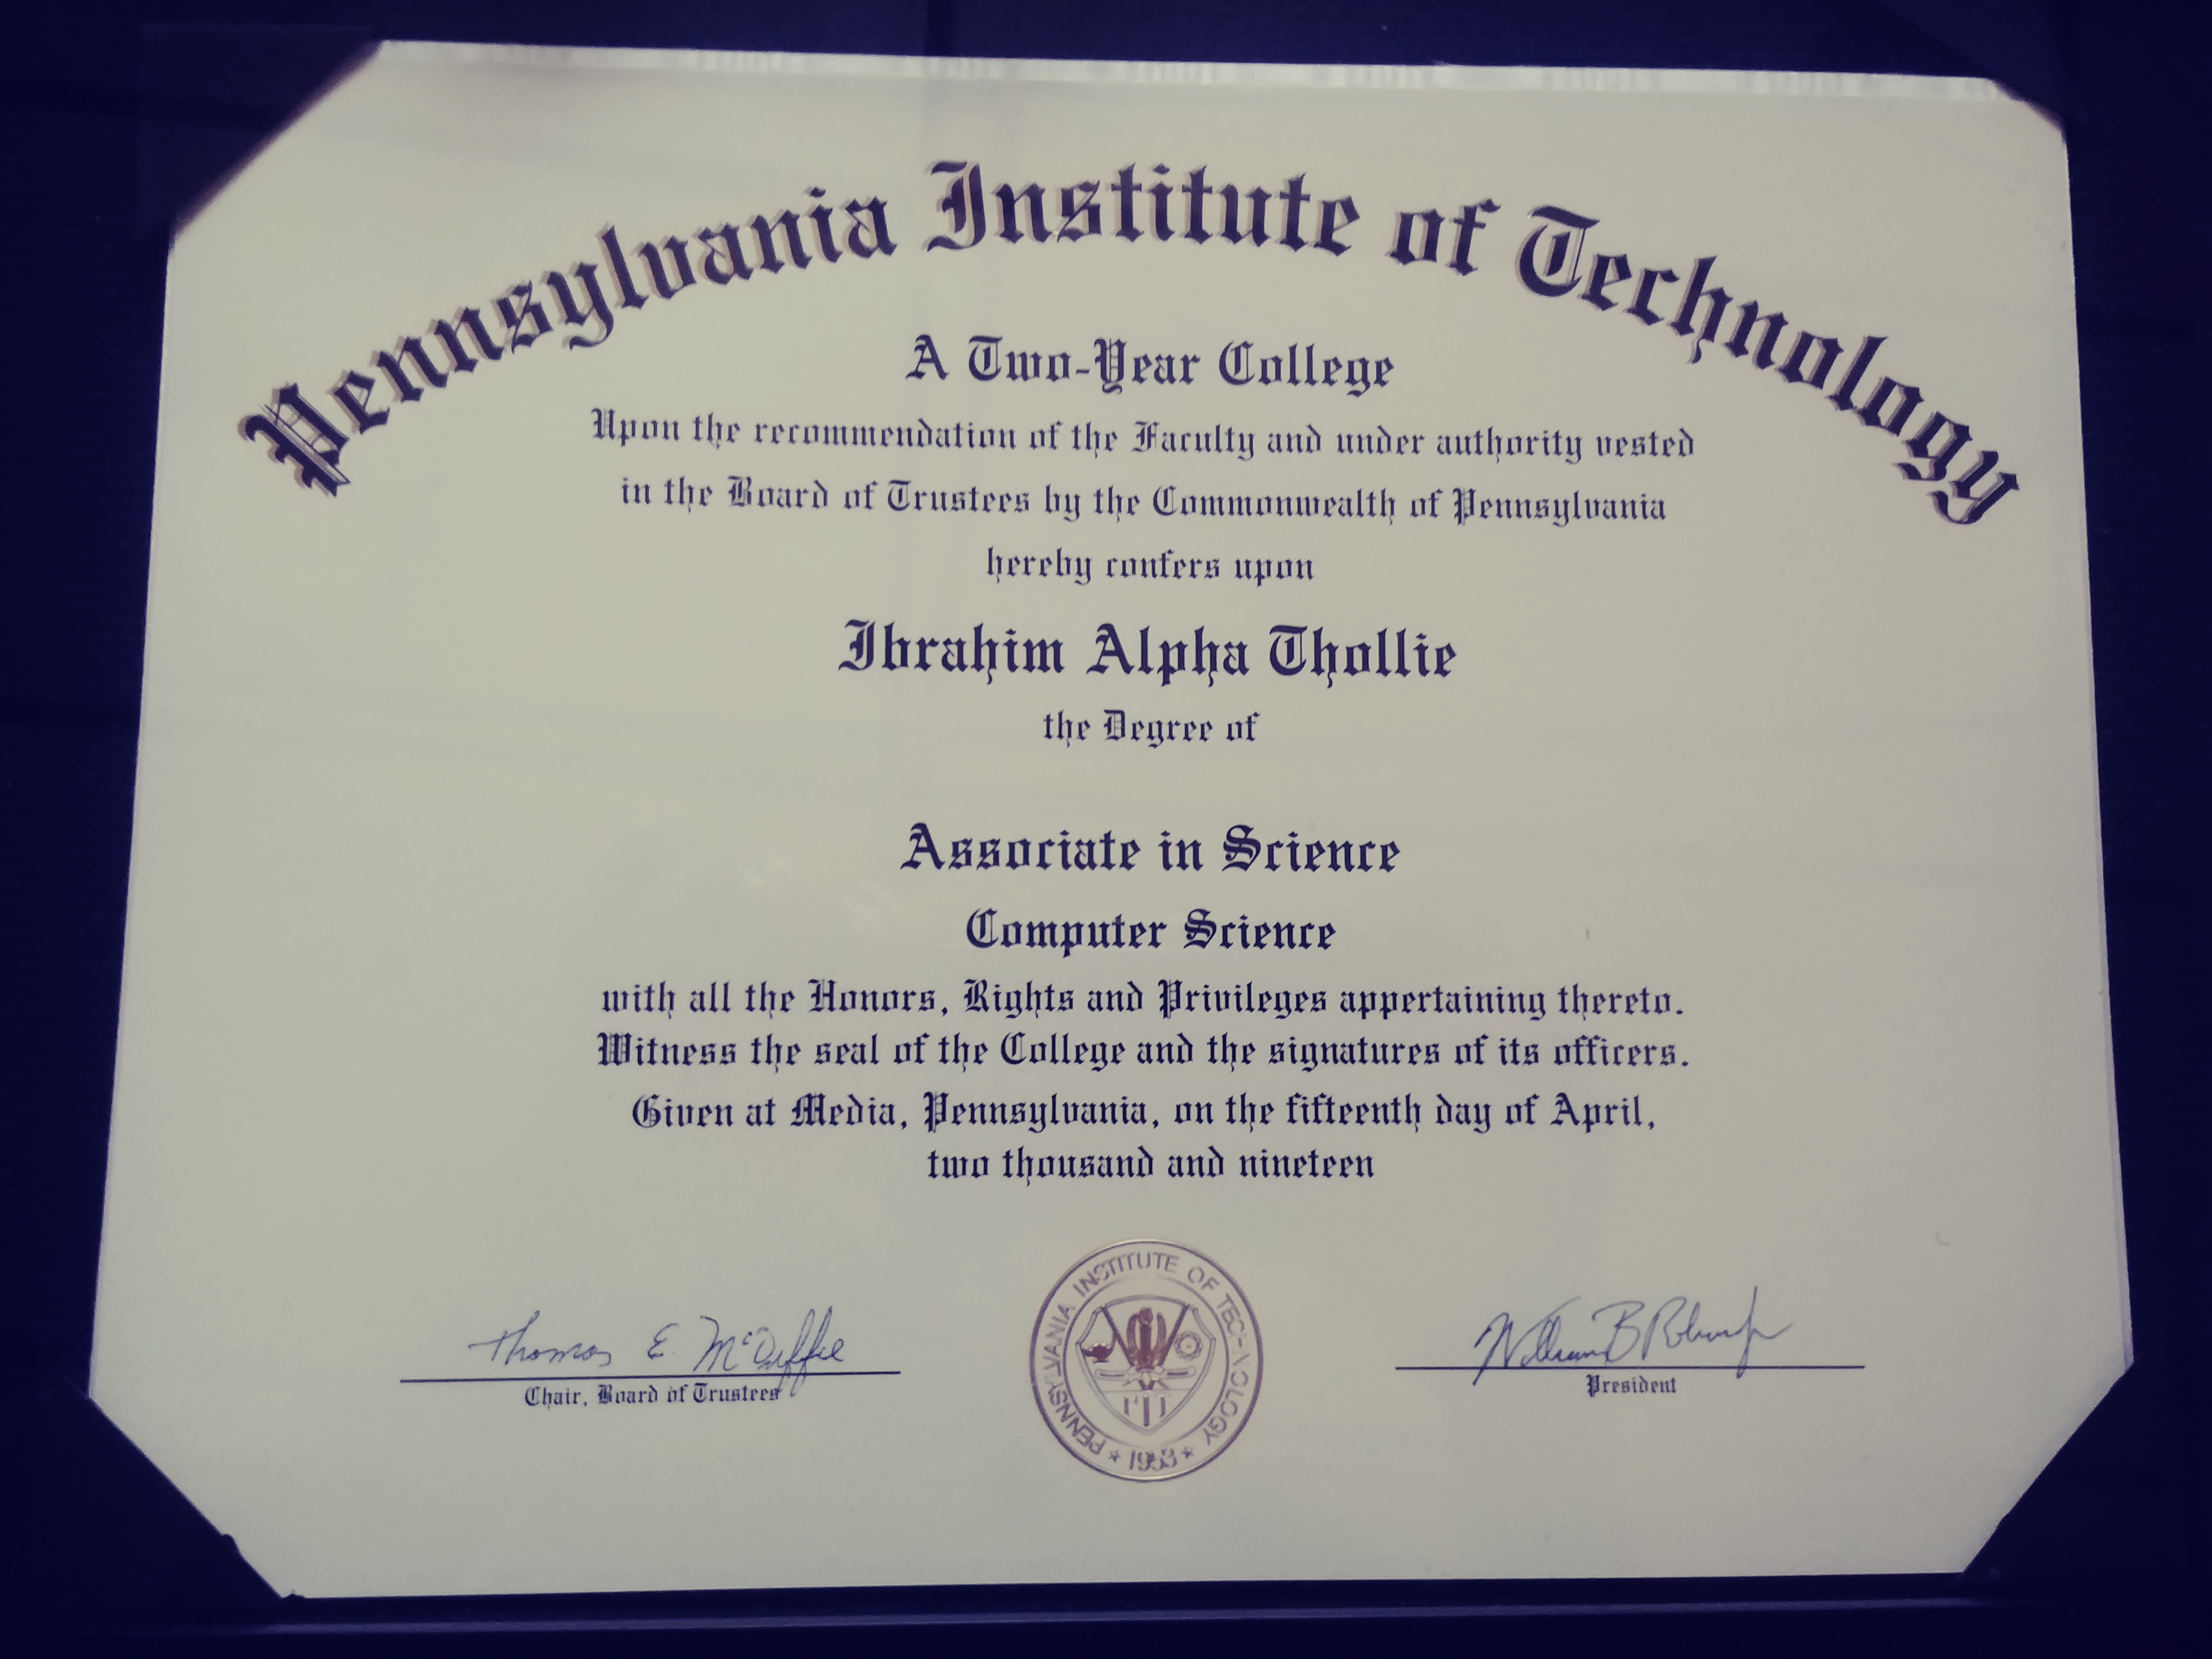 Pennsylvania Institute of Technology
A Two-Year College
Upon the recommendation of the Faculty and under authority vested
in the Board of Trustees by the Commonwealth of Pennsylvania
hereby confers upon
Ibrahim Alpha Thollie
the Degree of
Associate in Science
Computer Science
with all the Honors, Rights and Privileges appertaining thereto.
Witness the seal of the College and the signatures of its officers.
Given at Media, Pennsylvania, on the fifteenth day of April,
two thousand and nineteen
Thomas E. McDuffie
Chair, Board of Trustees
PENNSYLVANIA INSTITUTE OF TECHNOLOGY
PIT
* 1953 *
William B
President